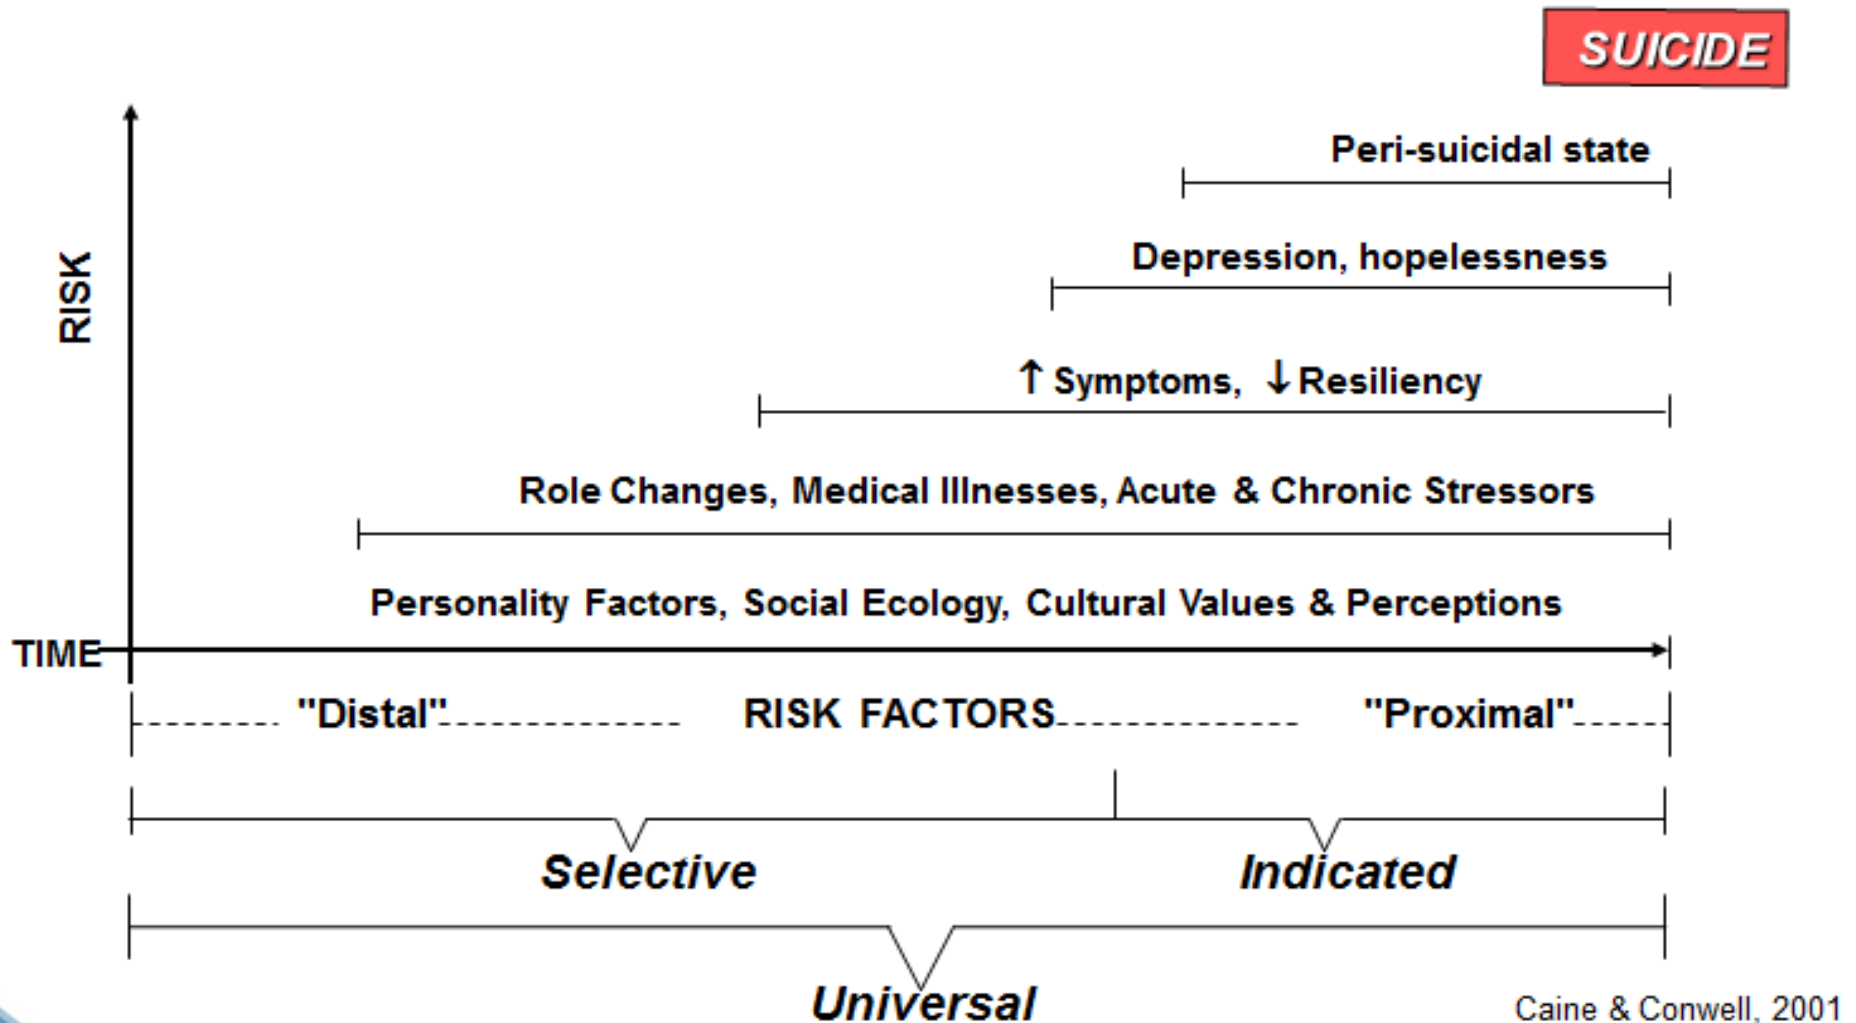 SUICIDE
Peri-suicidal state
Depression, hopelessness
↑ Symptoms, ↓ Resiliency
RISK
Role Changes, Medical Illnesses, Acute & Chronic Stressors
Personality Factors, Social Ecology, Cultural Values & Perceptions
TIME
"Distal" RISK FACTORS "Proximal"
Selective Indicated
Universal
Caine & Conwell, 2001